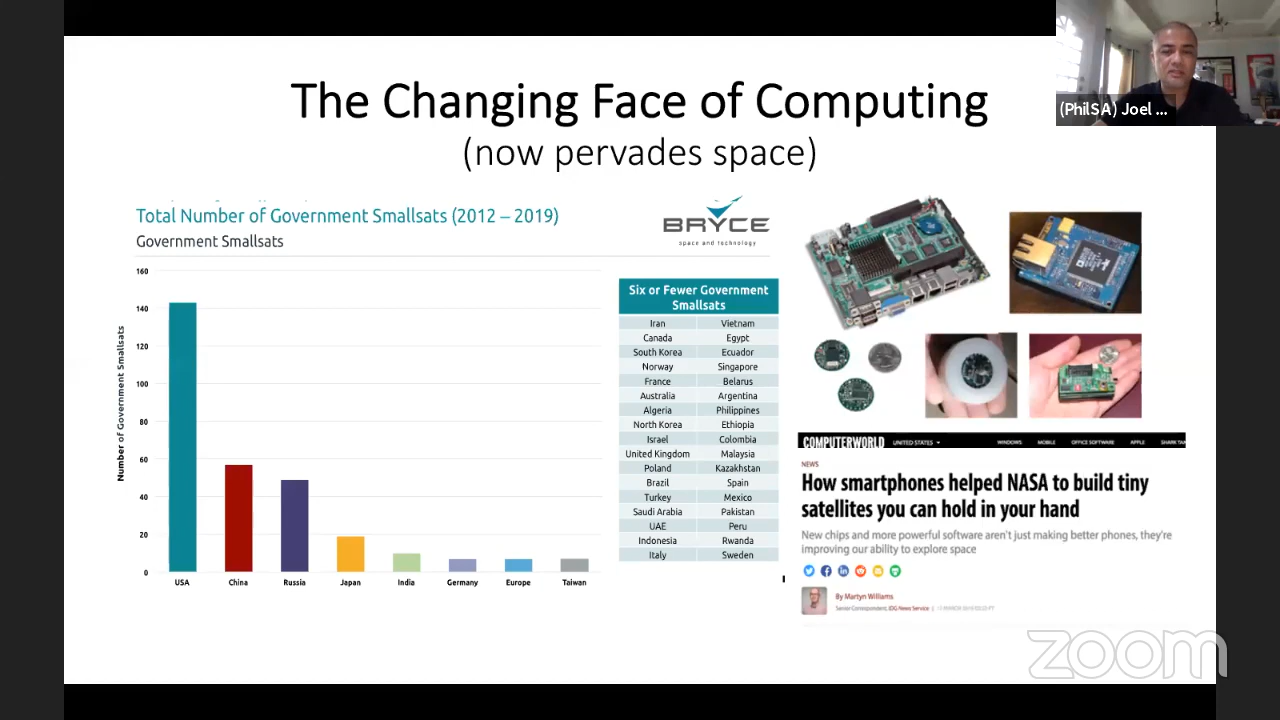 The Changing Face of Computing
(now pervades space)
(PhilSA) Joel ...
Total Number of Government Smallsats (2012 – 2019)
Government Smallsats
BRYCE
space and technology
Number of Government Smallsats
160
140
120
100
80
60
40
20
0
USA China Russia Japan India Germany Europe Taiwan
Six or Fewer Government
Smallsats
Iran Vietnam
Canada Egypt
South Korea Ecuador
Norway Singapore
France Belarus
Australia Argentina
Algeria Philippines
North Korea Ethiopia
Israel Colombia
United Kingdom Malaysia
Poland Kazakhstan
Brazil Spain
Turkey Mexico
Saudi Arabia Pakistan
UAE Peru
Indonesia Rwanda
Italy Sweden
COMPUTERWORLD UNITED STATES WINDOWS MOBILE OFFICE SOFTWARE APPLE SHARK
NEWS
How smartphones helped NASA to build tiny
satellites you can hold in your hand
New chips and more powerful software aren't just making better phones, they're
improving our ability to explore space
By Martyn Williams
Senior Correspondent, IDG News Service
zoom